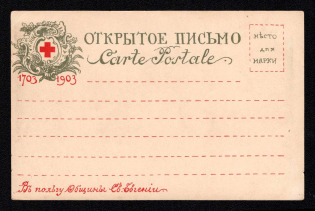 ОТКРЫТОЕ ПИСЬМО
Carte Postale
МѢСТО
для
МАРКИ
1703 1903
Въ пользу Общины Св. Евгеніи